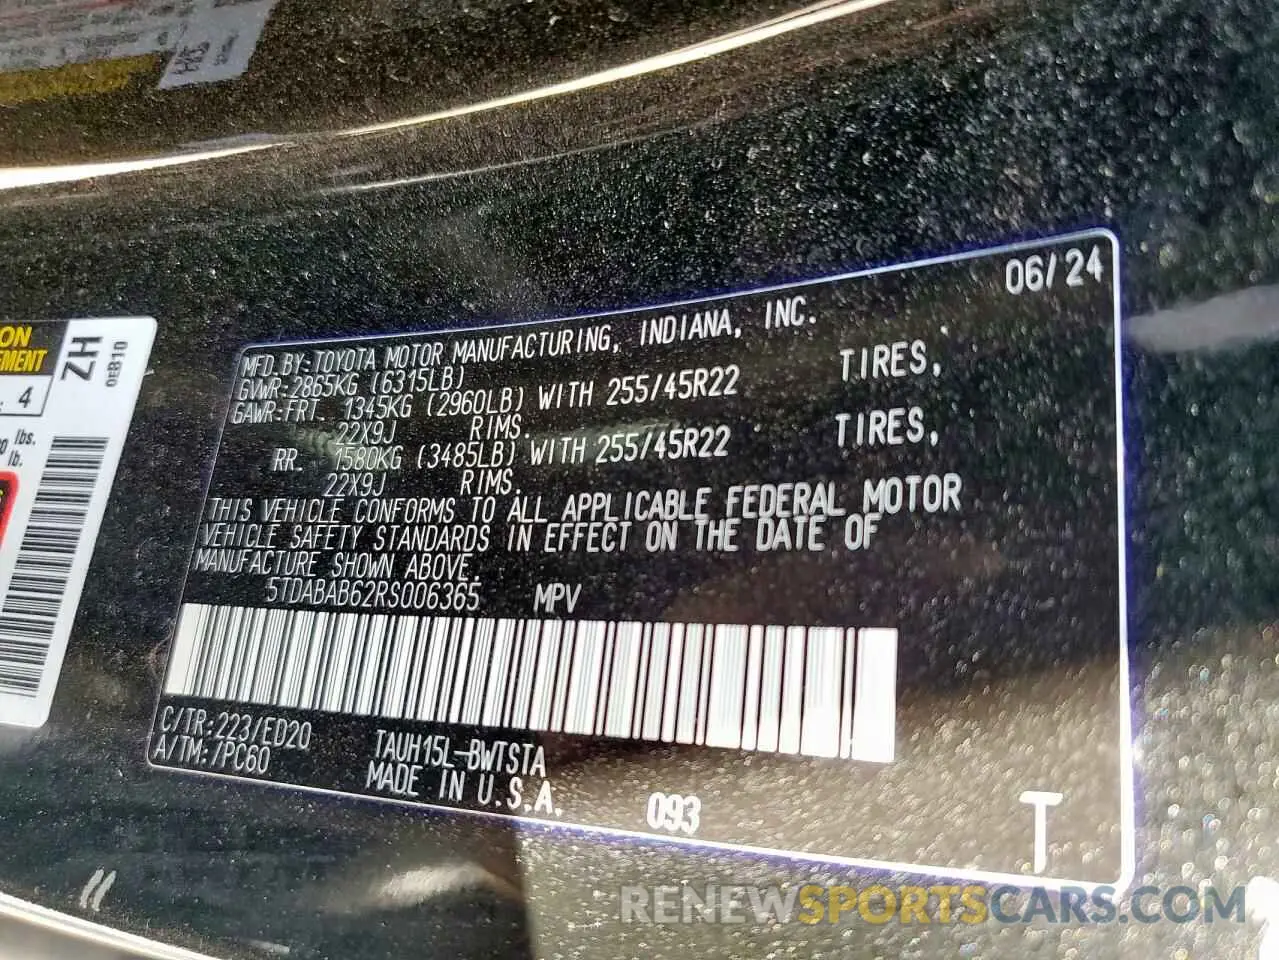 06/24
MFD. BY: TOYOTA MOTOR MANUFACTURING, INDIANA, INC.
GVWR: 2865KG (6315LB)
GAWR: FRT. 1345KG (2960LB) WITH 255/45R22 TIRES,
22X9J RIMS.
RR. 1580KG (3485LB) WITH 255/45R22 TIRES,
22X9J RIMS.
THIS VEHICLE CONFORMS TO ALL APPLICABLE FEDERAL MOTOR
VEHICLE SAFETY STANDARDS IN EFFECT ON THE DATE OF
MANUFACTURE SHOWN ABOVE.
5TDABAB62RS006365 MPV
C/TR: 223/ED20 TAUH15L-BWTSTA
A/TM: /PC60 MADE IN U.S.A.
093
T
ZH
0EB10
4
lbs.
lb.
RENEWSPORTSCARS.COM